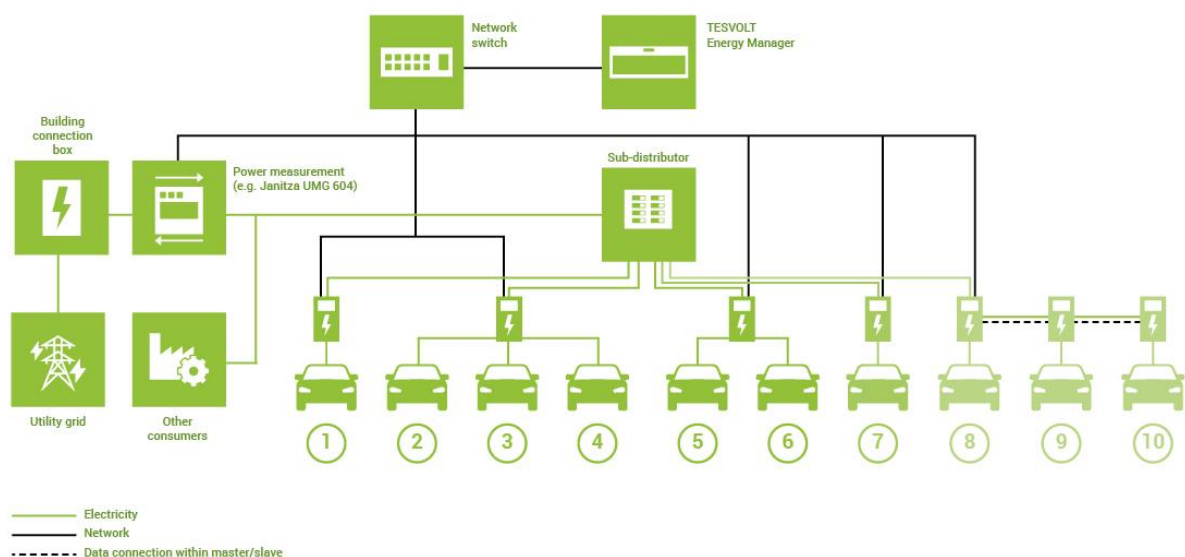 Network
switch
TESVOLT
Energy Manager
Building
connection
box
Power measurement
(e.g. Janitza UMG 604)
Sub-distributor
Utility grid
Other
consumers
1
2
3
4
5
6
7
8
9
10
Electricity
Network
Data connection within master/slave